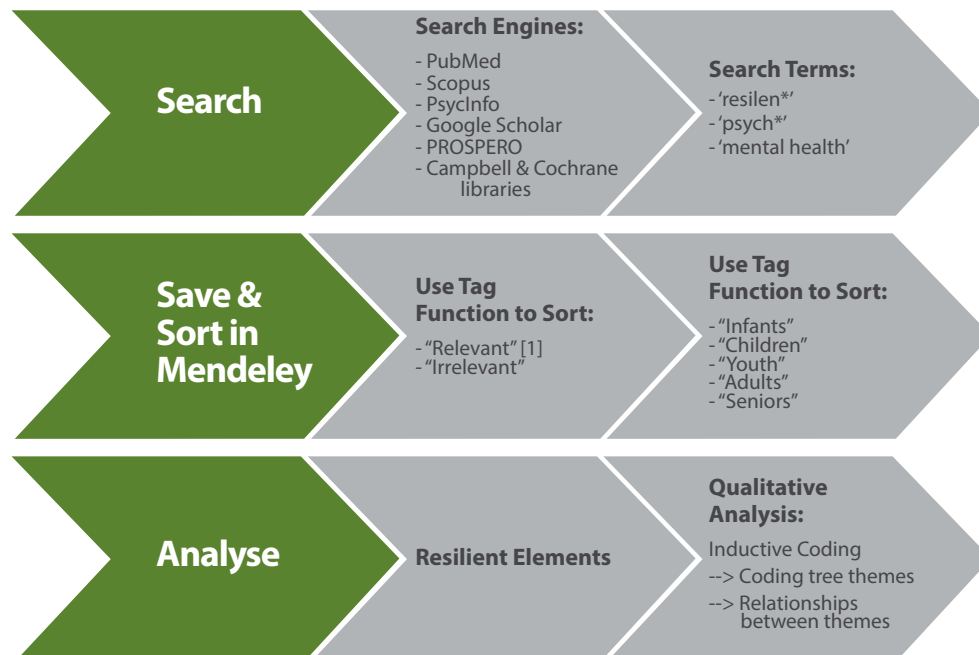 Search
Search Engines:
- PubMed
- Scopus
- PsycInfo
- Google Scholar
- PROSPERO
- Campbell & Cochrane
libraries
Search Terms:
- ‘resilen*’
- ‘psych*’
- ‘mental health’
Save &
Sort in
Mendeley
Use Tag
Function to Sort:
- “Relevant” [1]
- “Irrelevant”
Use Tag
Function to Sort:
- “Infants”
- “Children”
- “Youth”
- “Adults”
- “Seniors”
Analyse
Resilient Elements
Qualitative
Analysis:
Inductive Coding
--> Coding tree themes
--> Relationships
between themes